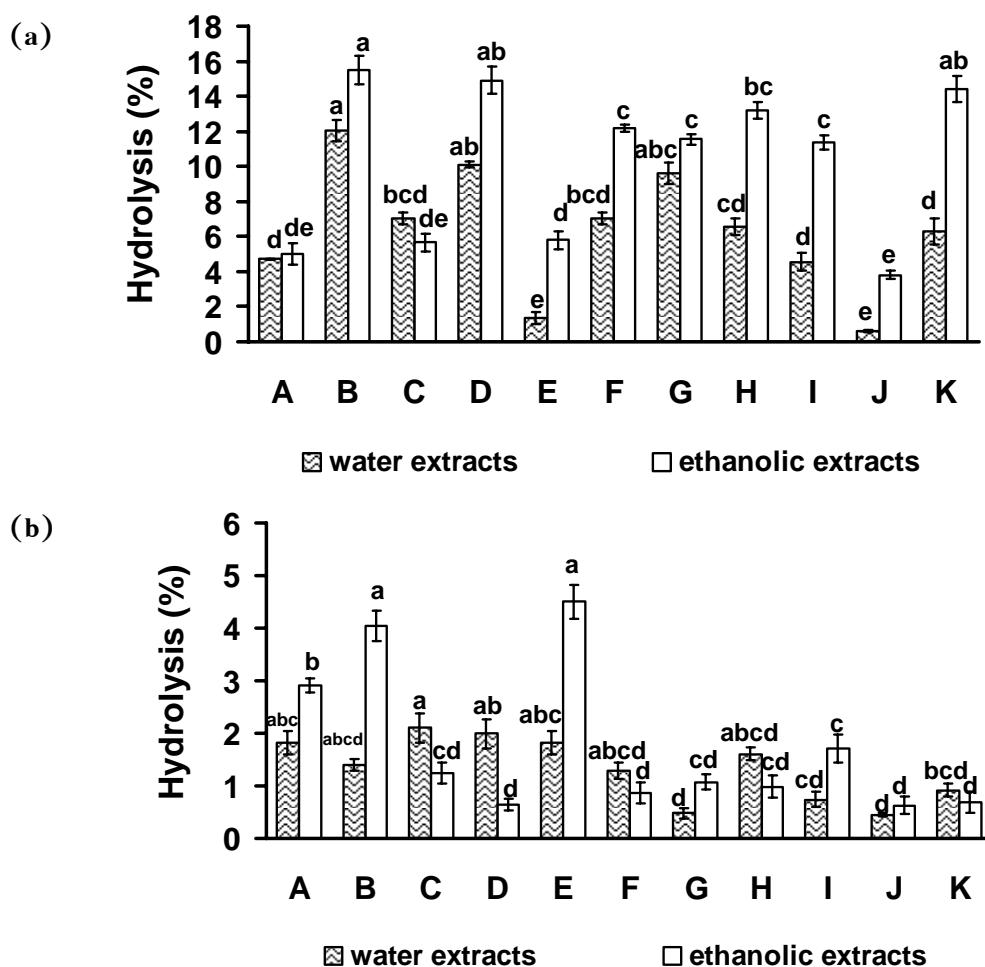 (a)
Hydrolysis (%)
18
16
14
12
10
8
6
4
2
0
d de
a a
bcd de
ab ab
e d
bcd c
abc c
cd bc
d c
e e
d ab
A B C D E F G H I J K
water extracts ethanolic extracts
(b)
Hydrolysis (%)
6
5
4
3
2
1
0
abc b
abcd a
a cd
ab d
abc a
abcd d
d cd
abcd cd
cd c
d d
bcd d
A B C D E F G H I J K
water extracts ethanolic extracts